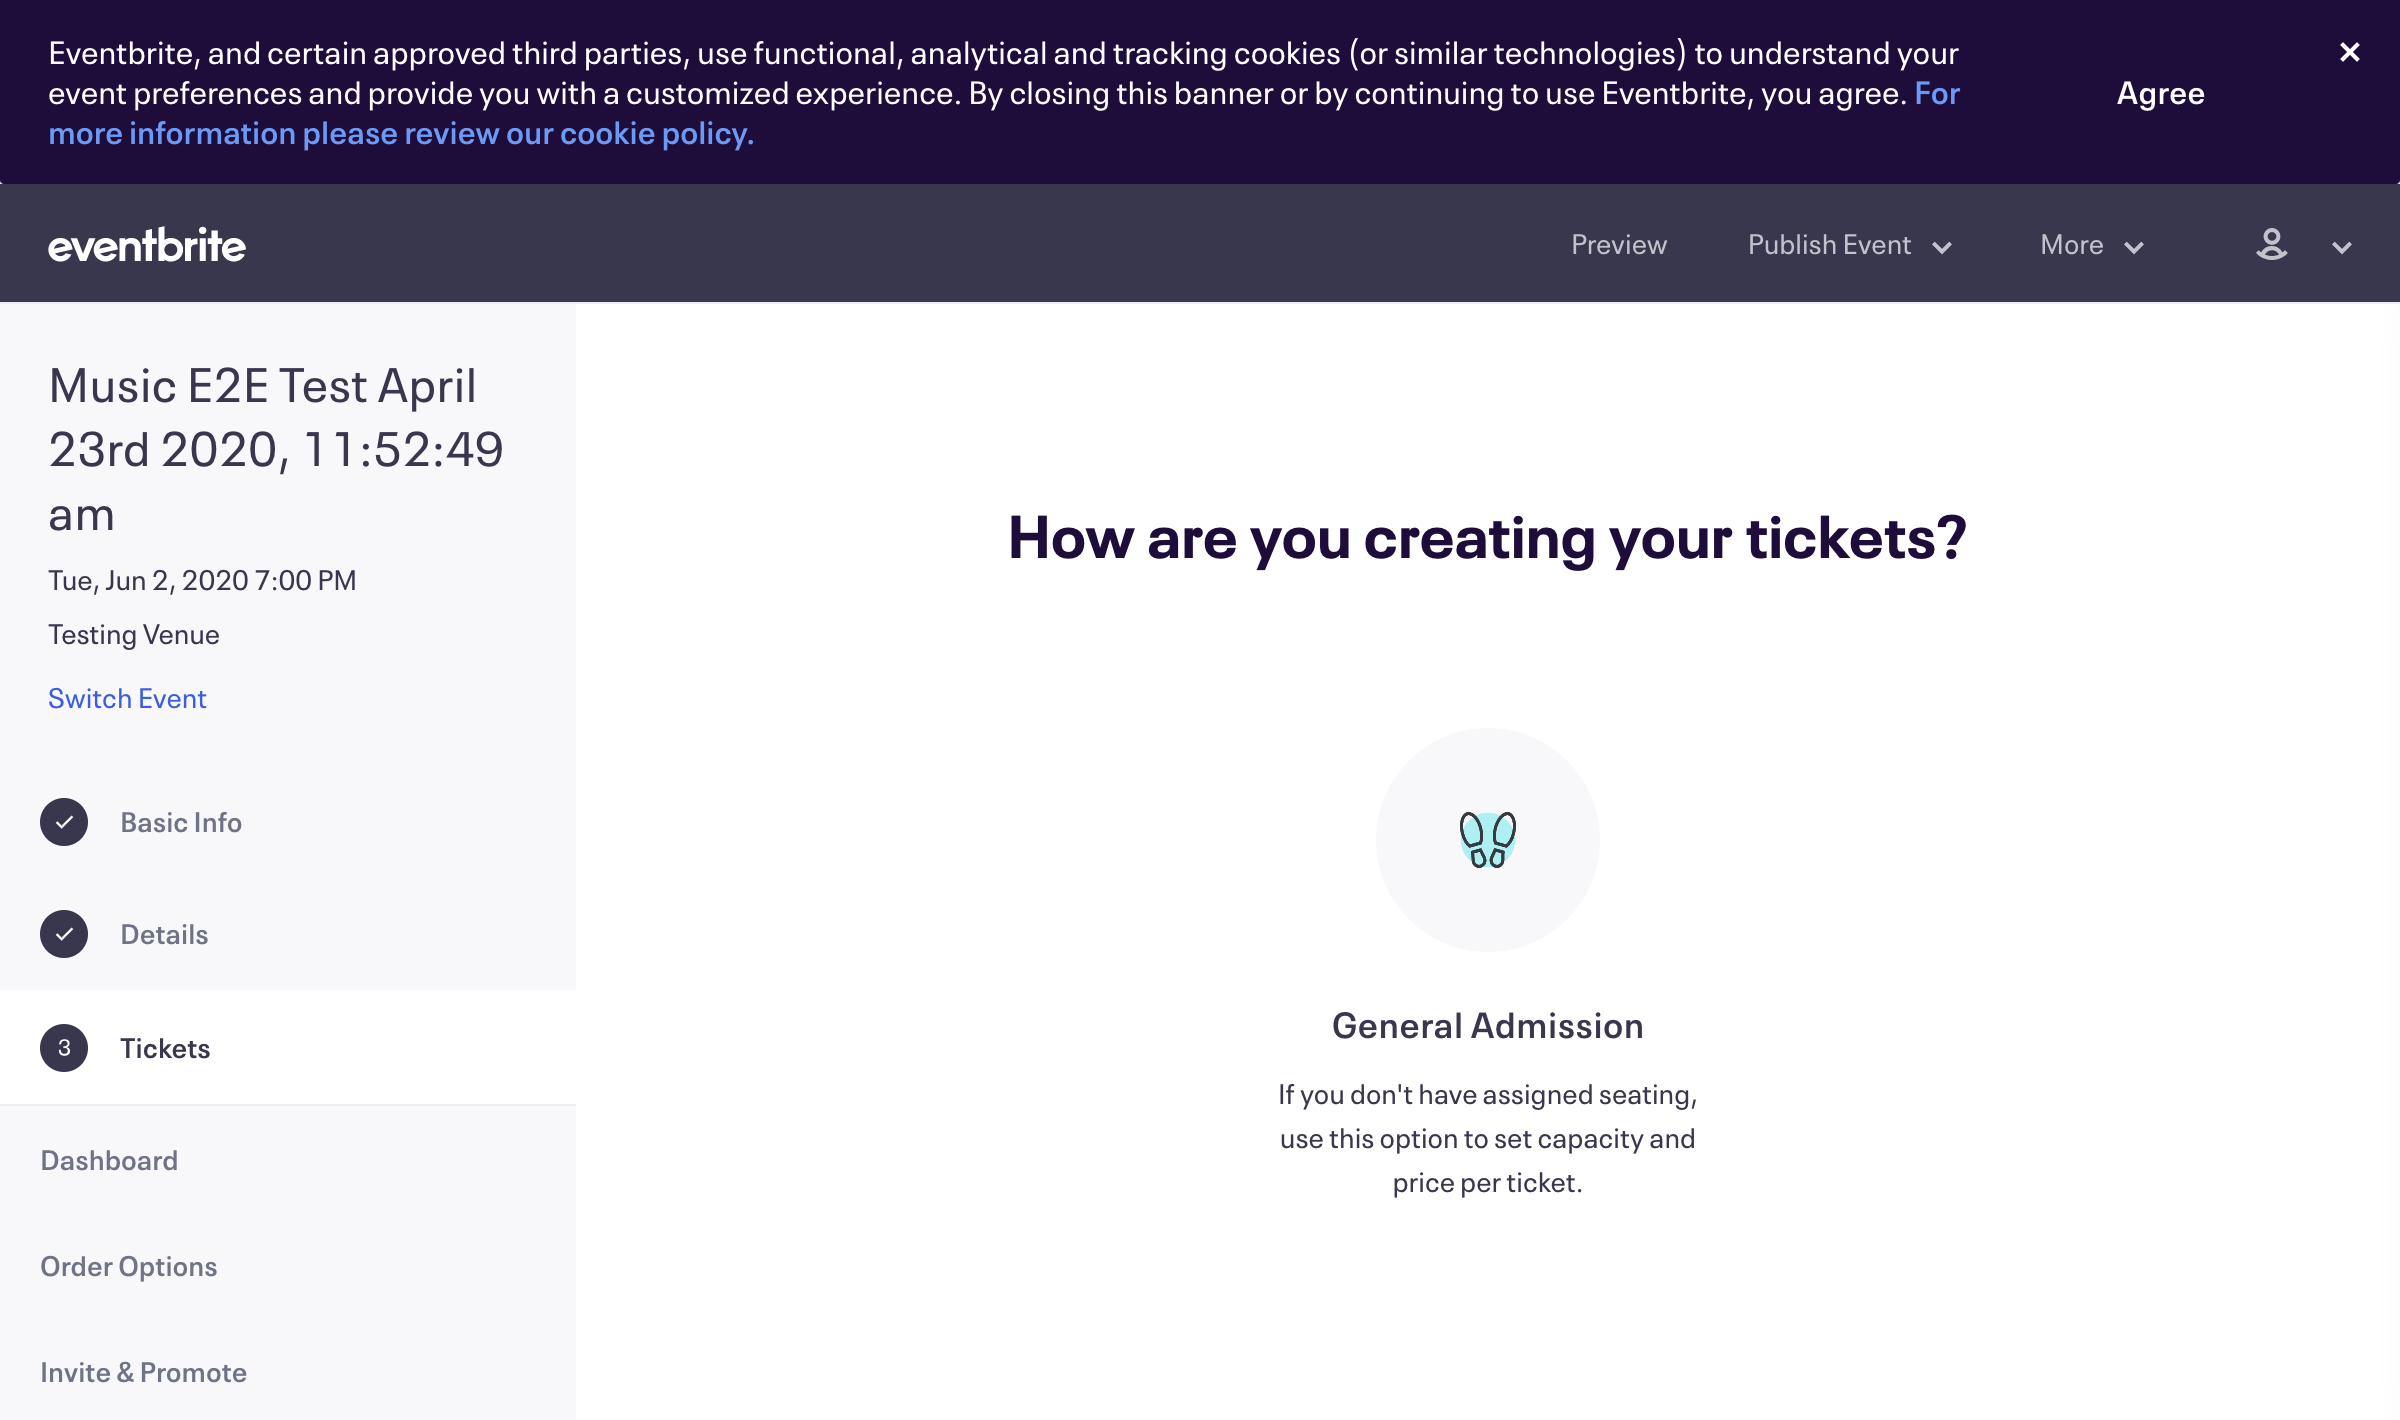 Eventbrite, and certain approved third parties, use functional, analytical and tracking cookies (or similar technologies) to understand your
event preferences and provide you with a customized experience. By closing this banner or by continuing to use Eventbrite, you agree. For
more information please review our cookie policy.
Agree
eventbrite
Preview
Publish Event
More
Music E2E Test April
23rd 2020, 11:52:49
am
Tue, Jun 2, 2020 7:00 PM
Testing Venue
Switch Event
Basic Info
Details
3 Tickets
Dashboard
Order Options
Invite & Promote
How are you creating your tickets?
General Admission
If you don't have assigned seating,
use this option to set capacity and
price per ticket.